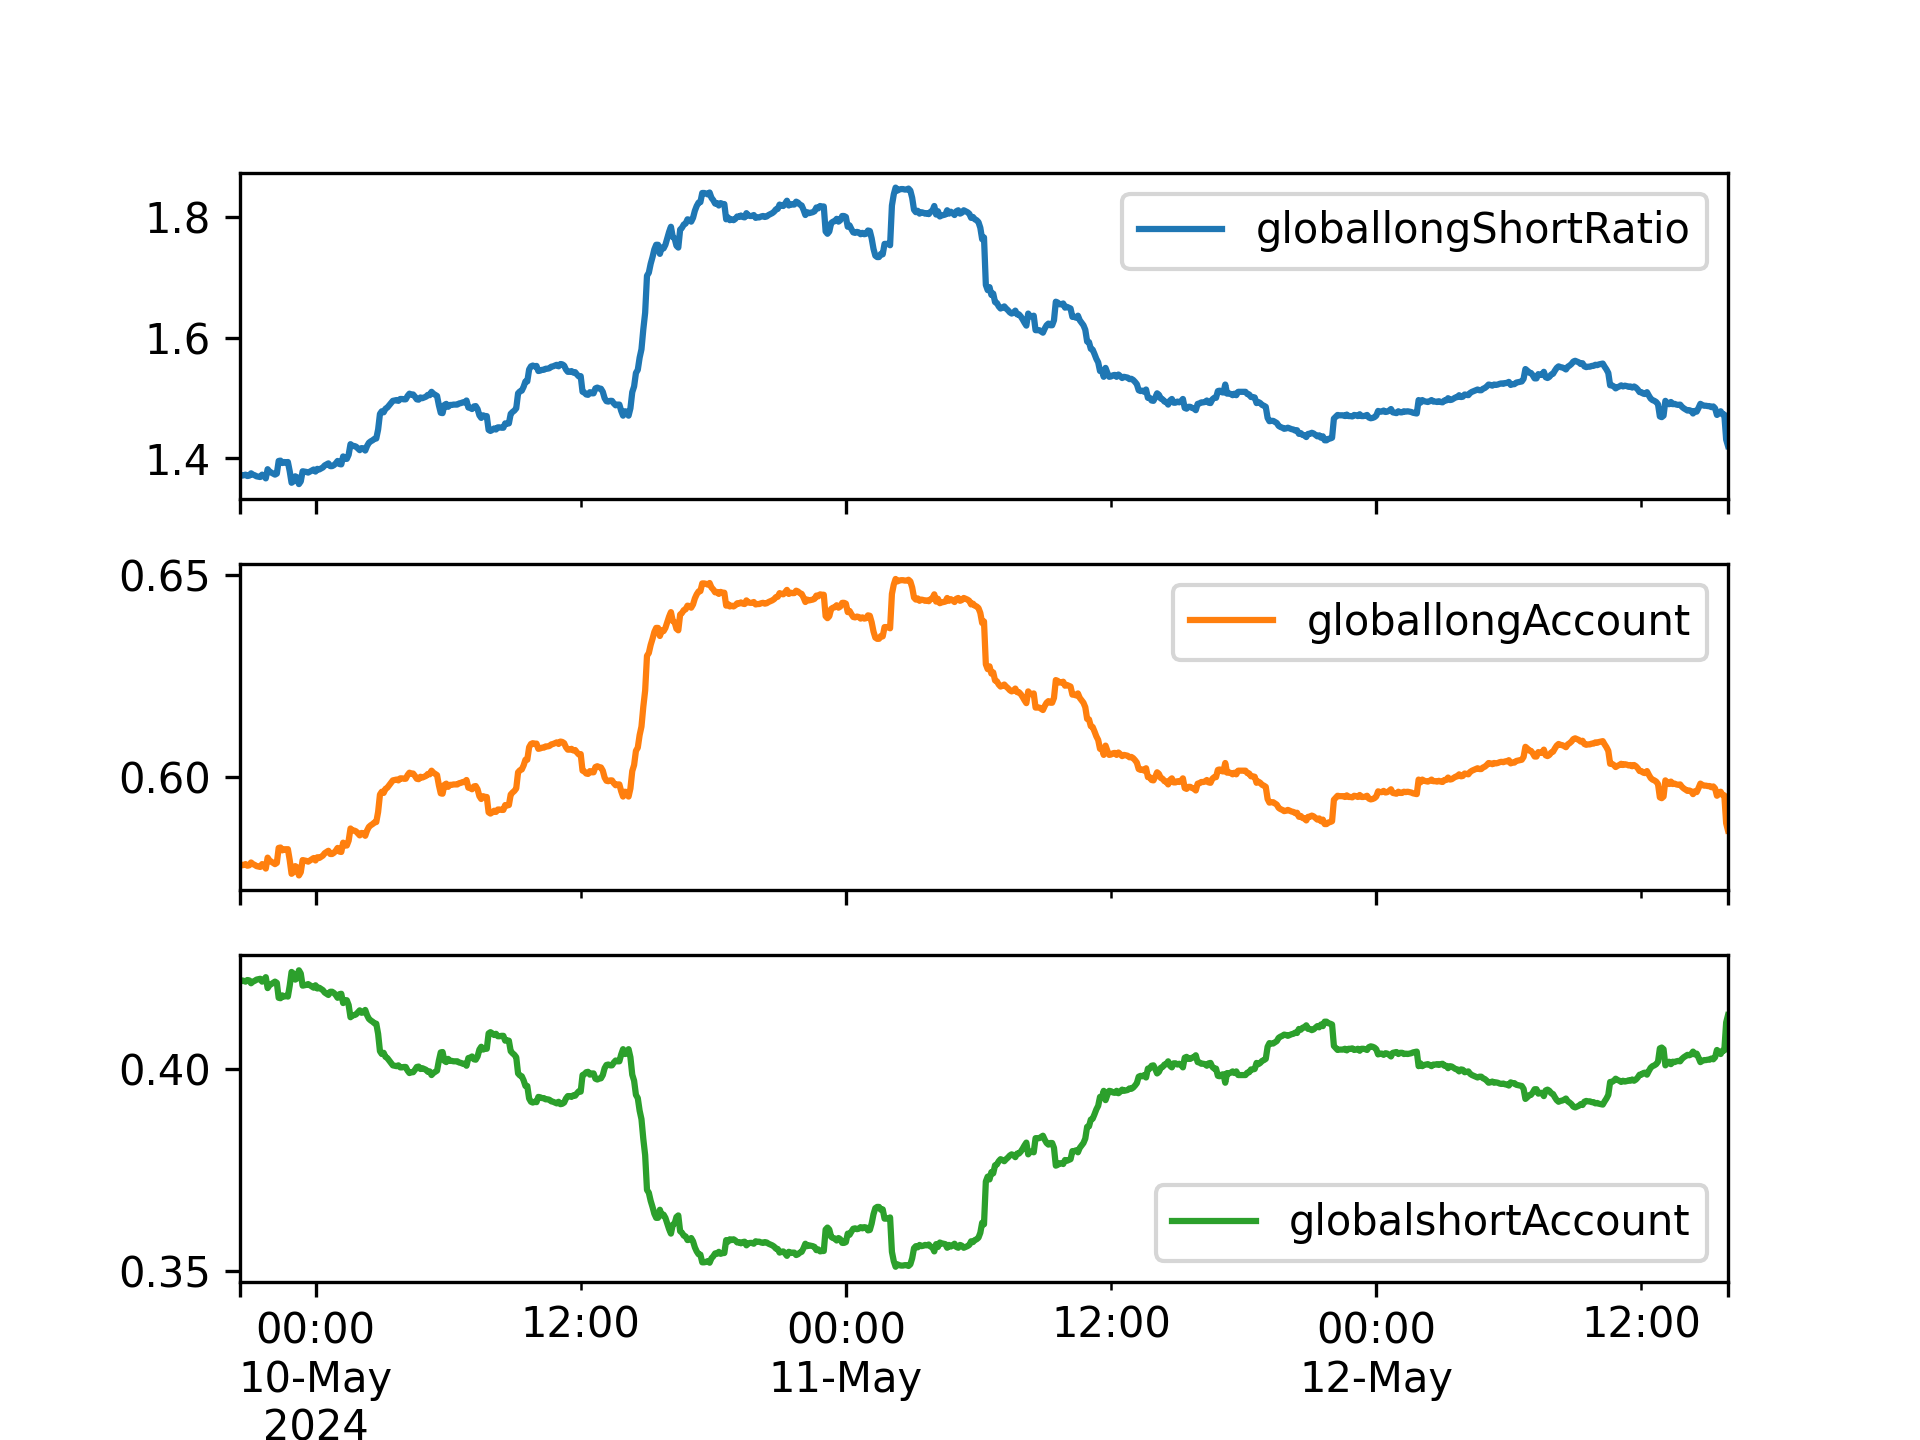 1.8
1.6
1.4
globallongShortRatio
0.65
0.60
globallongAccount
0.40
0.35
globalshortAccount
00:00 12:00 00:00 12:00 00:00 12:00
10-May 11-May 12-May
2024